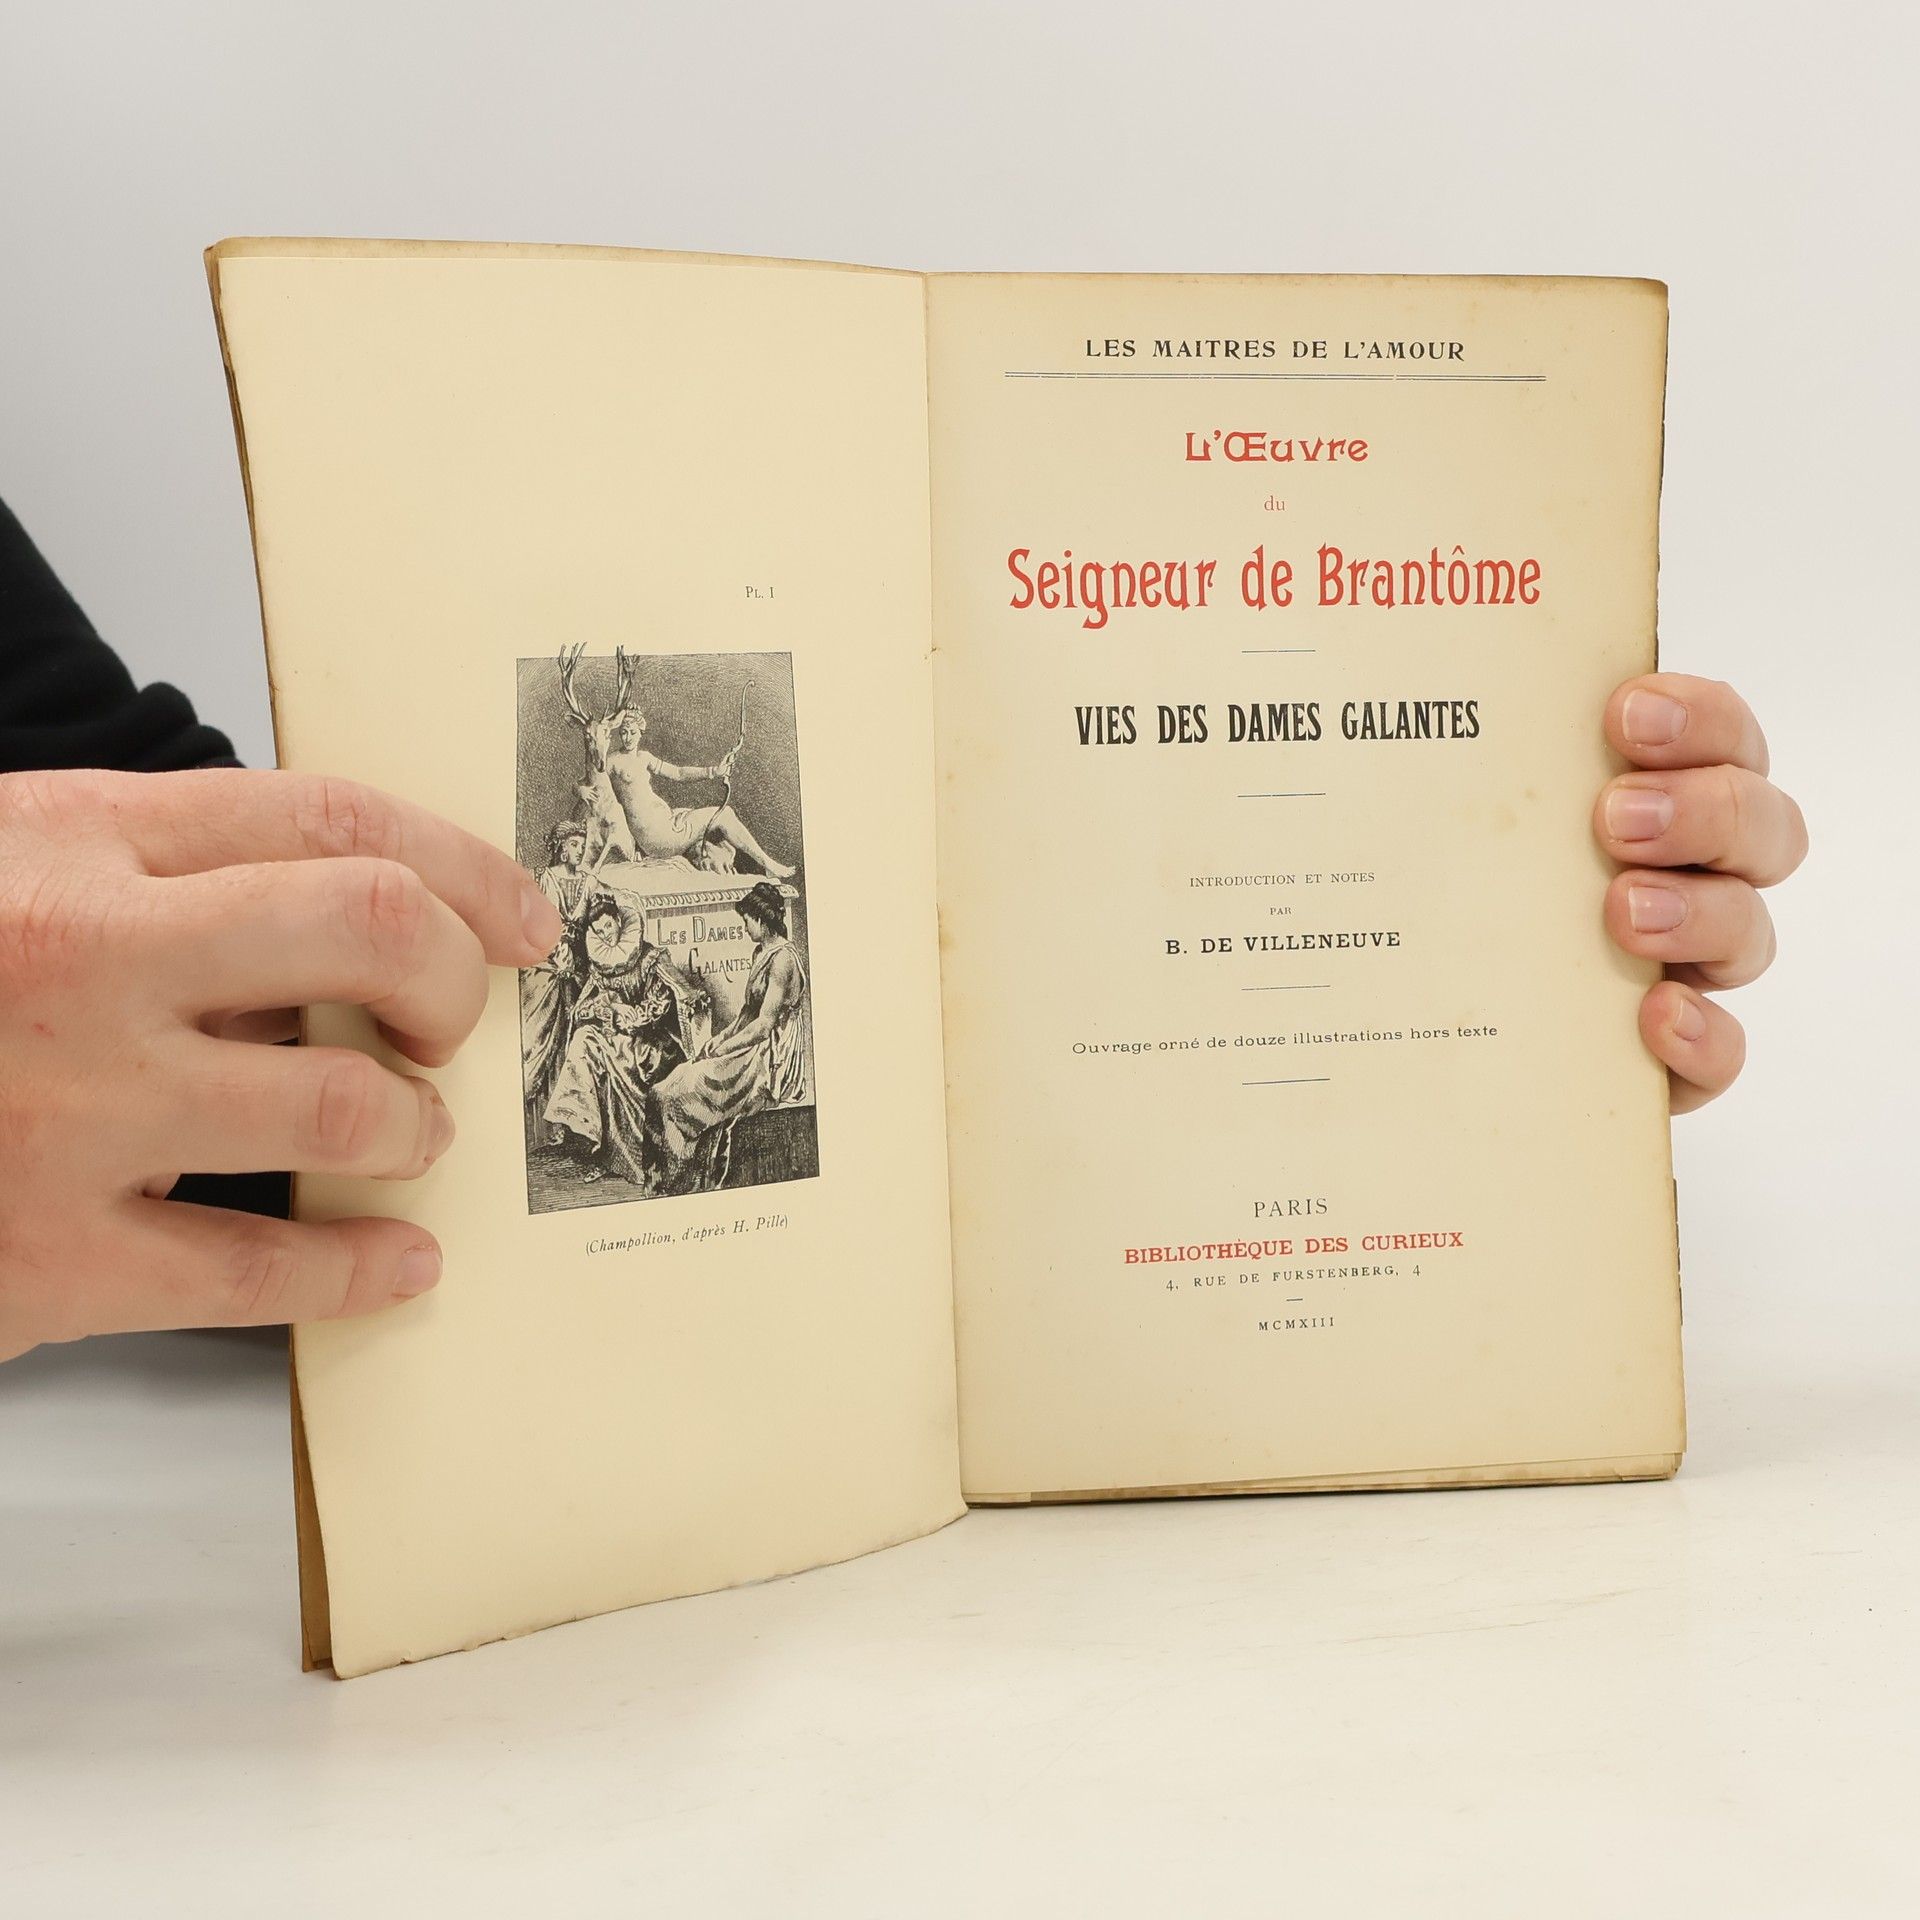 Pl. I
Les Dames
Galantes
(Champollion, d'après H. Pille)
LES MAITRES DE L'AMOUR
L'Œuvre
du
Seigneur de Brantôme
VIES DES DAMES GALANTES
INTRODUCTION ET NOTES
PAR
B. DE VILLENEUVE
Ouvrage orné de douze illustrations hors texte
PARIS
BIBLIOTHÈQUE DES CURIEUX
4, RUE DE FURSTENBERG, 4
MCMXIII